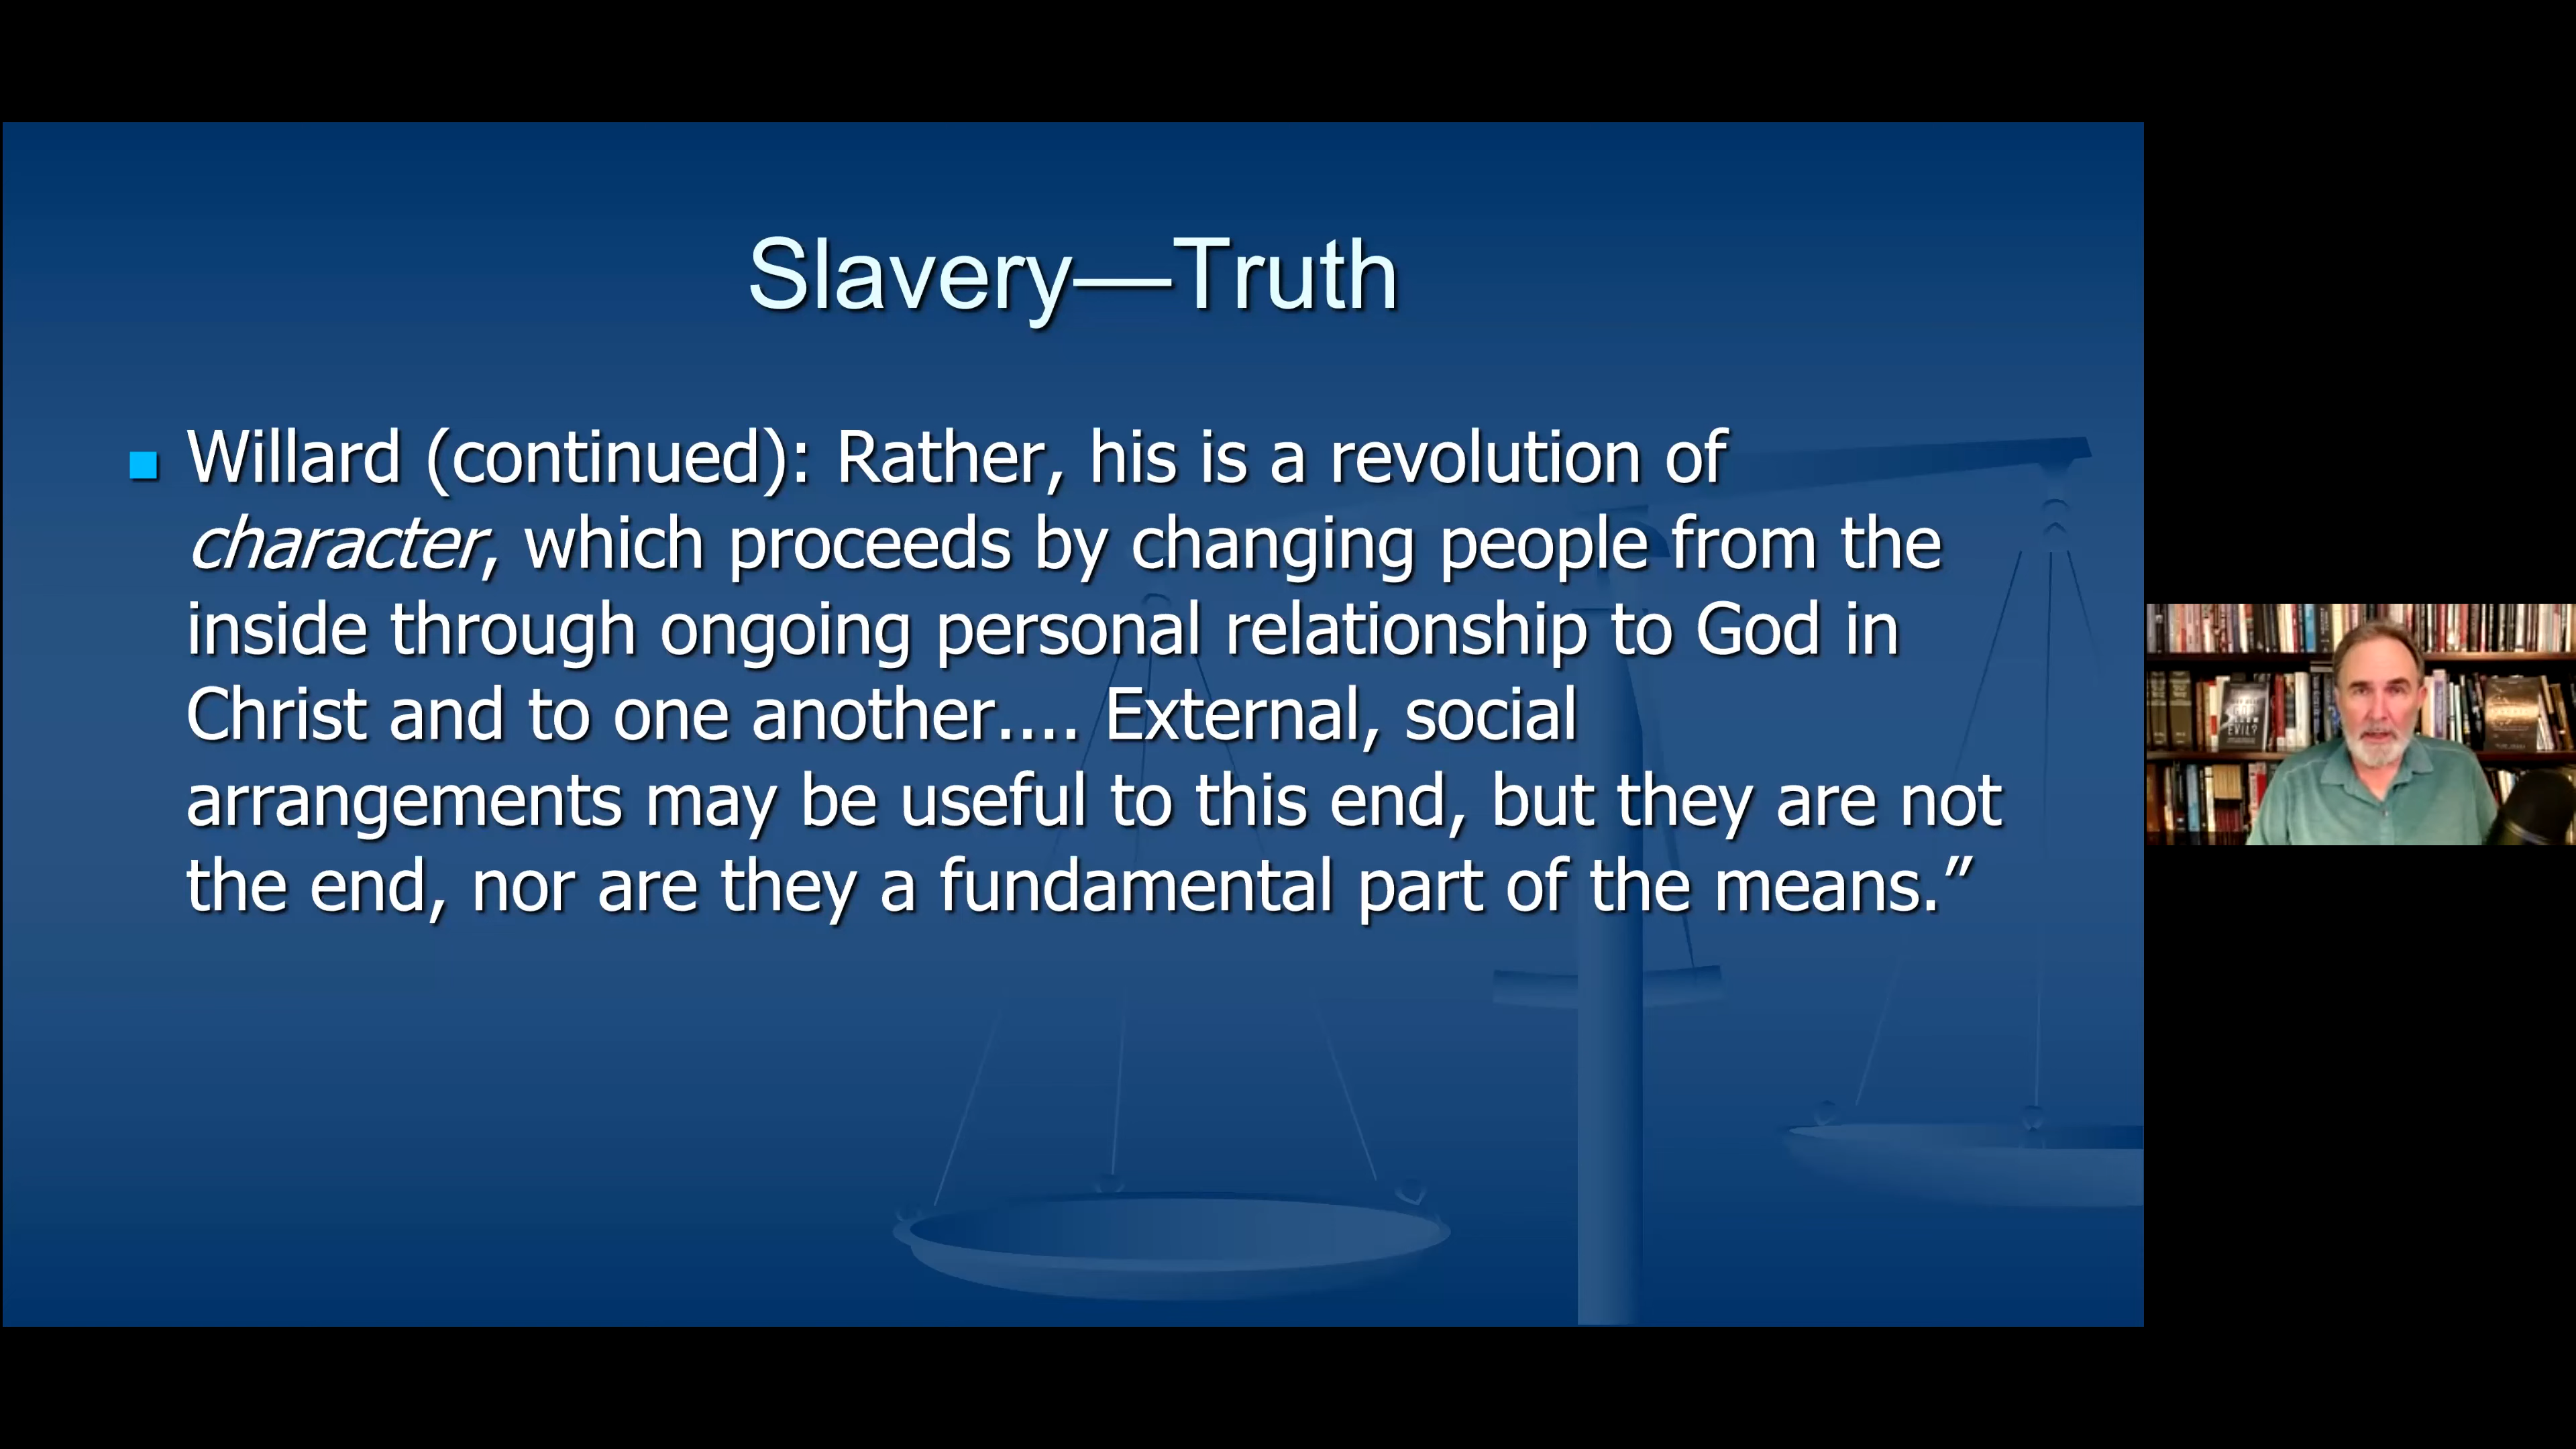 Slavery—Truth
Willard (continued): Rather, his is a revolution of
character, which proceeds by changing people from the
inside through ongoing personal relationship to God in
Christ and to one another.... External, social
arrangements may be useful to this end, but they are not
the end, nor are they a fundamental part of the means.”
EVIL?